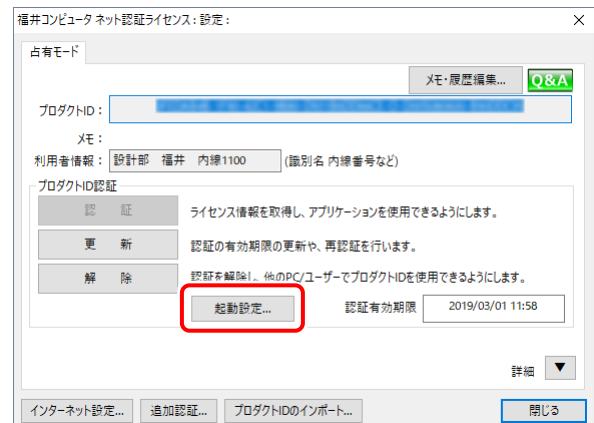 福井コンピュータ ネット認証ライセンス：設定：
占有モード
メモ・履歴編集... Q&A
プロダクトID：
メモ：
利用者情報： 設計部 福井 内線1100 (識別名 内線番号など)
プロダクトID認証
認 証 ライセンス情報を取得し、アプリケーションを使用できるようにします。
更 新 認証の有効期限の更新や、再認証を行います。
解 除 認証を解除し、他のPC/ユーザーでプロダクトIDを使用できるようにします。
起動設定... 認証有効期限 2019/03/01 11:58
詳細 ▼
インターネット設定... 追加認証... プロダクトIDのインポート... 閉じる